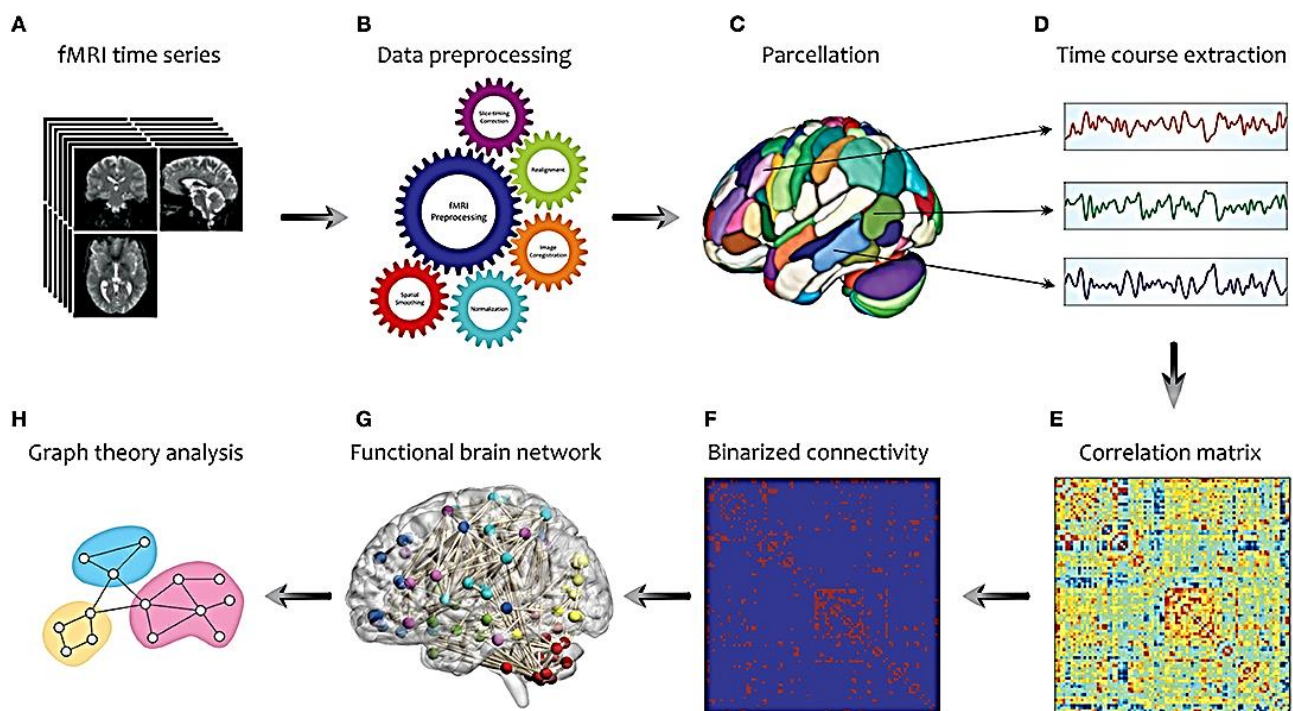 A
fMRI time series
B
Data preprocessing
Slice-timing
Correction
Realignment
fMRI
Preprocessing
Image
Coregistration
Spatial
Smoothing
Normalization
C
Parcellation
D
Time course extraction
H
Graph theory analysis
G
Functional brain network
F
Binarized connectivity
E
Correlation matrix